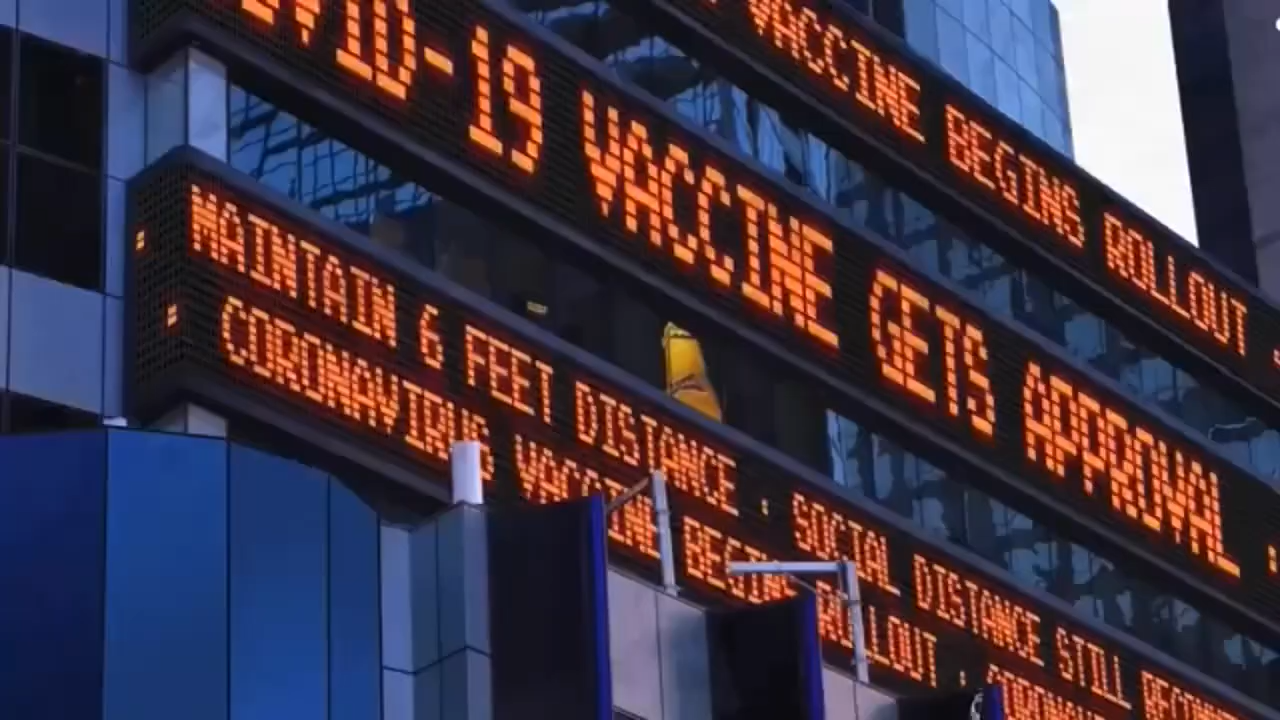 VACCINE BEGINS ROLLOUT
VID-19 VACCINE GETS APPROVAL .
. MAINTAIN 6 FEET DISTANCE . SOCIAL DISTANCE STILL
. CORONAVIRUS VACCINE BEGINS ROLLOUT .